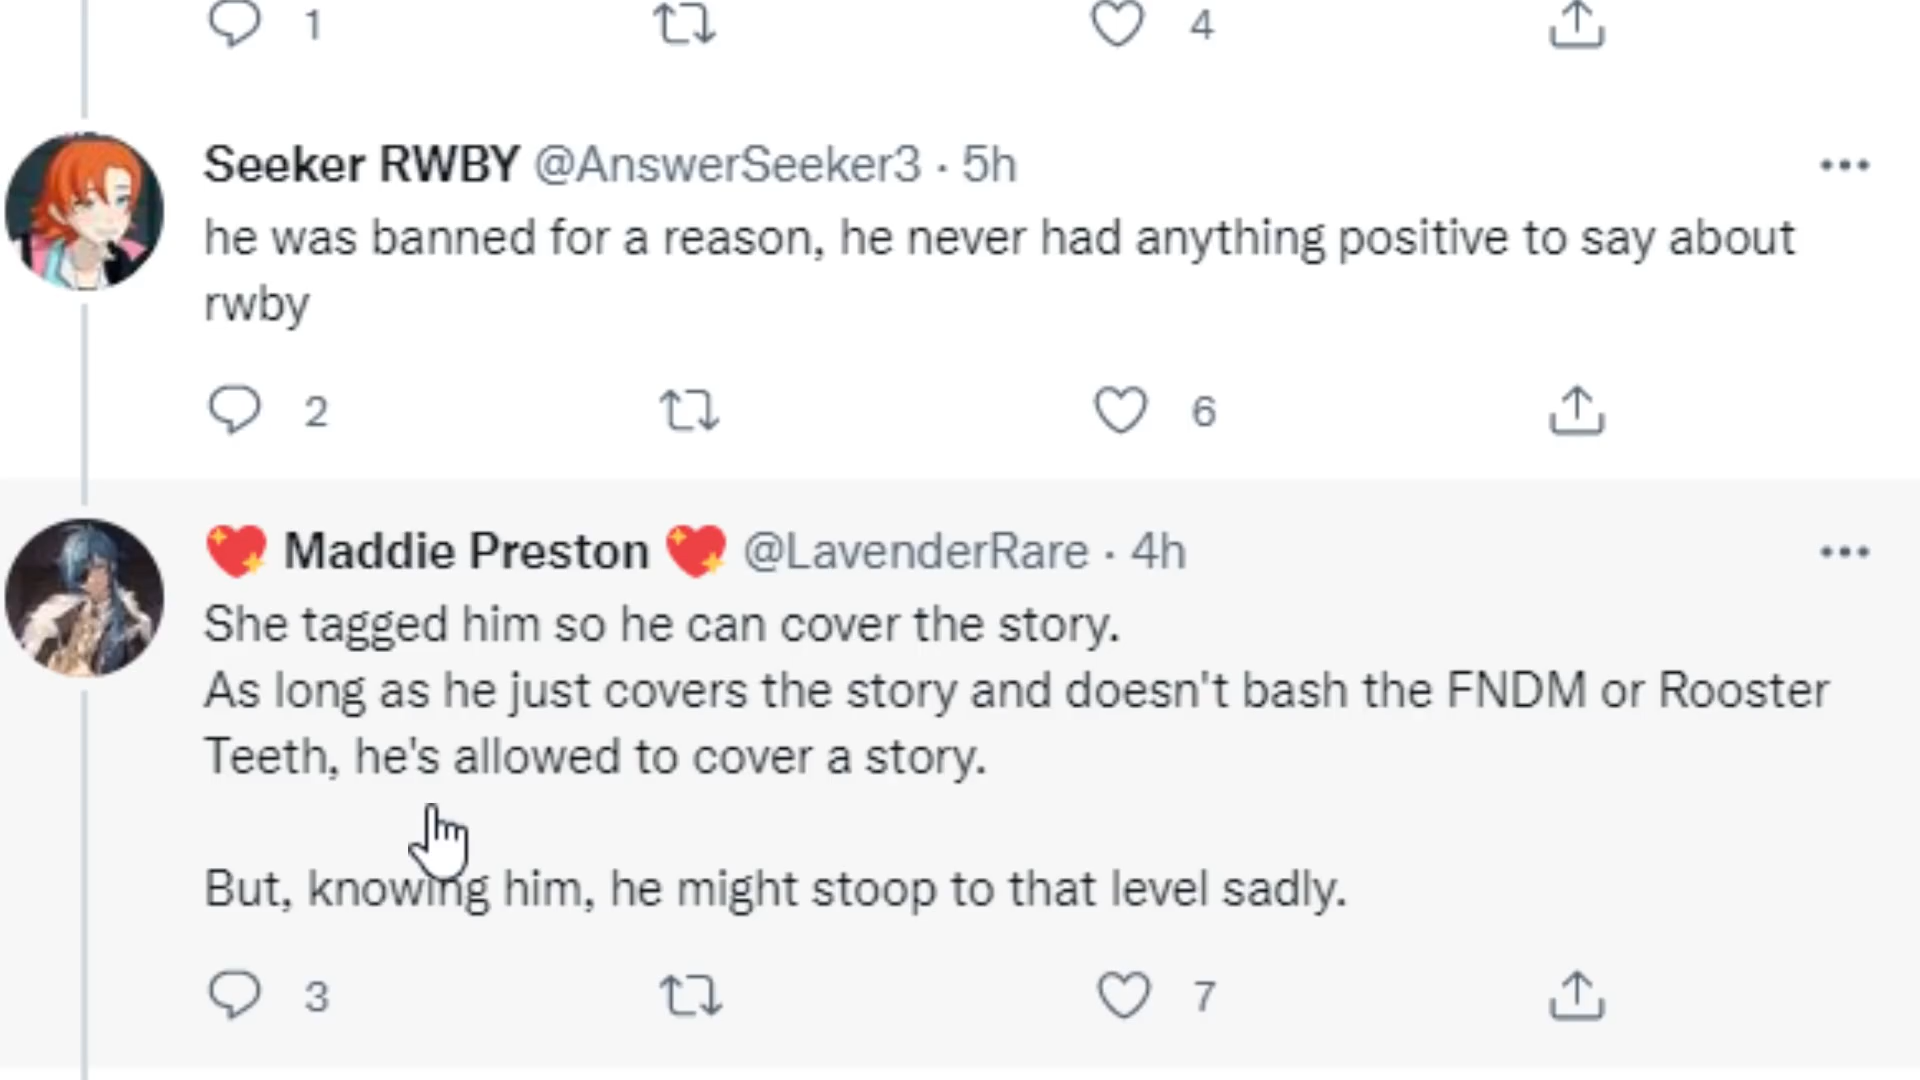 1 4
Seeker RWBY @AnswerSeeker3 · 5h
he was banned for a reason, he never had anything positive to say about
rwby
2 6
Maddie Preston @LavenderRare · 4h
She tagged him so he can cover the story.
As long as he just covers the story and doesn't bash the FNDM or Rooster
Teeth, he's allowed to cover a story.
But, knowing him, he might stoop to that level sadly.
3 7